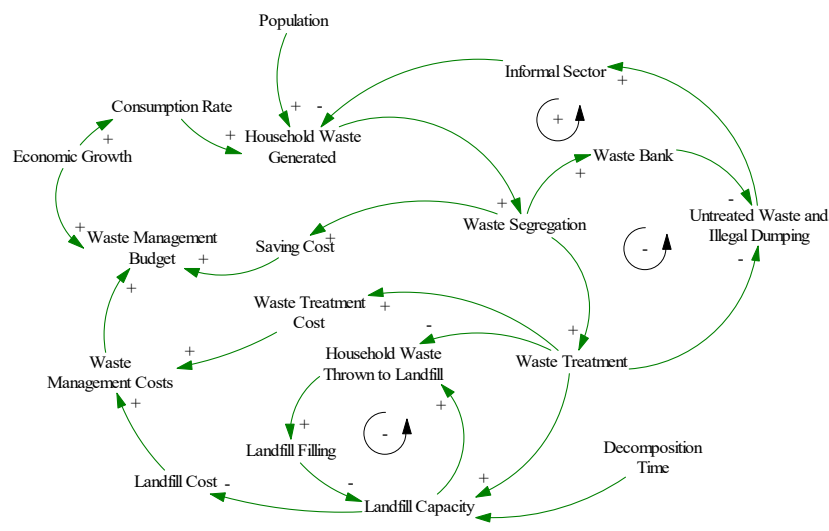 Population
Informal Sector
+
Consumption Rate
+
-
+
+
+
Household Waste
Generated
Economic Growth
Waste Bank
+
-
+
Untreated Waste and
Illegal Dumping
Waste Segregation
+
Waste Management
Budget
+
Saving Cost
+
-
-
+
Waste Treatment
Cost
+
-
+
Household Waste
Thrown to Landfill
+
Waste Treatment
Waste
Management Costs
+
+
+
-
Landfill Filling
Decomposition
Time
Landfill Cost
-
-
+
Landfill Capacity